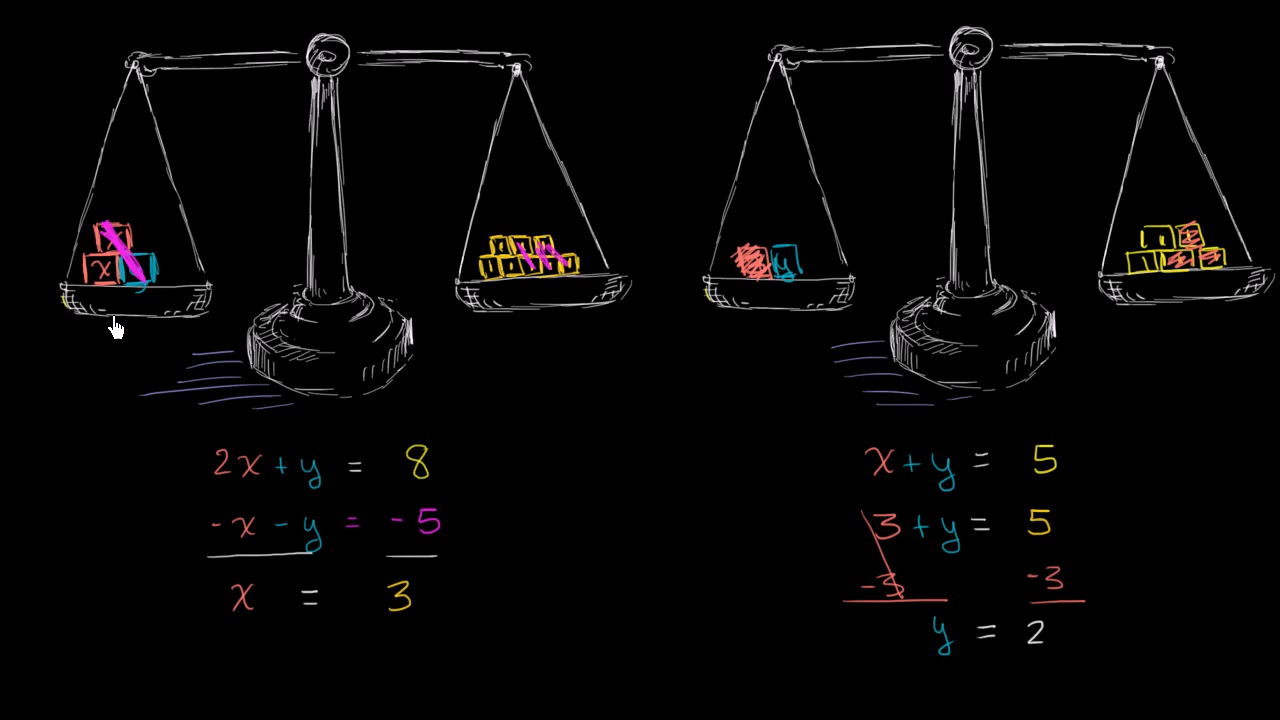 x
x
y
2x + y = 8
-x - y = -5
x = 3
x + y = 5
3 + y = 5
-3 -3
y = 2